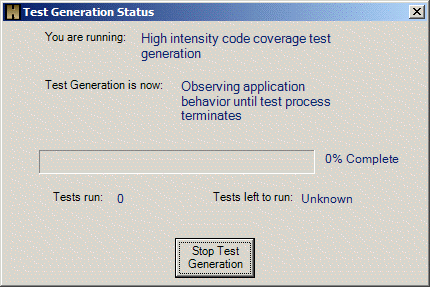 Test Generation Status
You are running: High intensity code coverage test
generation
Test Generation is now: Observing application
behavior until test process
terminates
0% Complete
Tests run: 0 Tests left to run: Unknown
Stop Test
Generation